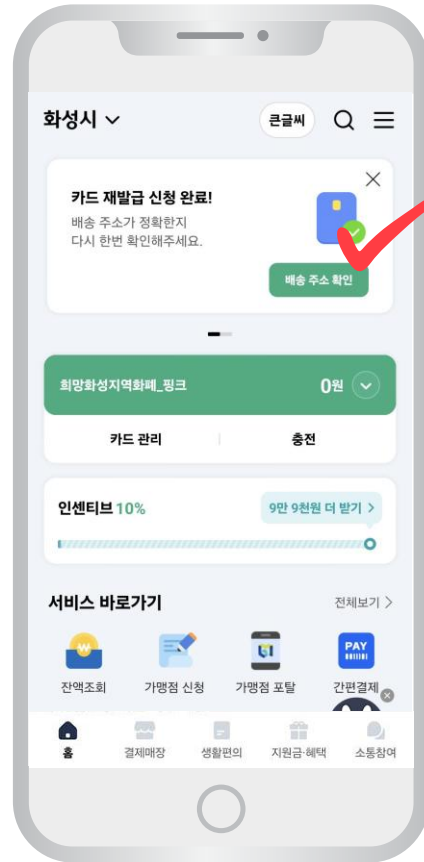 화성시
큰글씨
카드 재발급 신청 완료!
배송 주소가 정확한지
다시 한번 확인해주세요.
배송 주소 확인
희망화성지역화폐_핑크
0원
카드 관리
충전
인센티브 10%
9만 9천원 더 받기 >
서비스 바로가기
전체보기 >
PAY
잔액조회
가맹점 신청
가맹점 포탈
간편결제
홈
결제매장
생활편의
지원금·혜택
소통참여